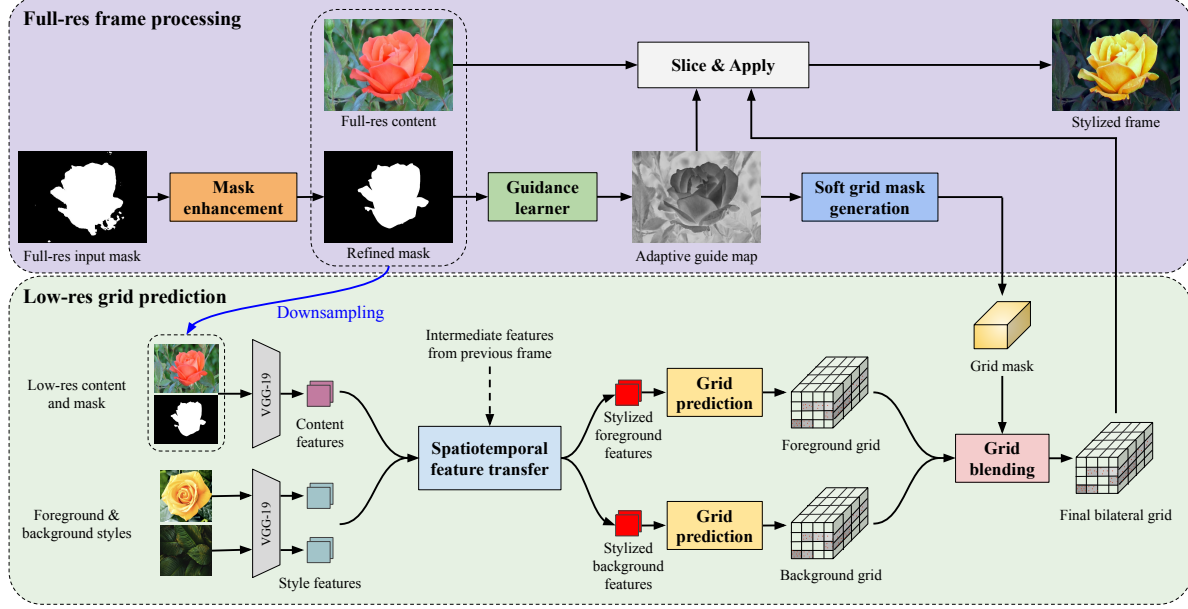 Full-res frame processing
Full-res content
Slice & Apply
Stylized frame
Full-res input mask
Mask
enhancement
Refined mask
Guidance
learner
Adaptive guide map
Soft grid mask
generation
Low-res grid prediction
Downsampling
Low-res content
and mask
VGG-19
Content
features
Intermediate features
from previous frame
Spatiotemporal
feature transfer
Stylized
foreground
features
Grid
prediction
Foreground grid
Grid mask
Grid
blending
Final bilateral grid
Foreground &
background styles
VGG-19
Style features
Stylized
background
features
Grid
prediction
Background grid